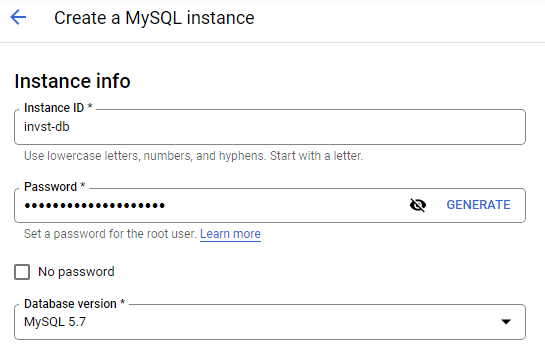 Create a MySQL instance
Instance info
Instance ID *
invst-db
Use lowercase letters, numbers, and hyphens. Start with a letter.
Password *
••••••••••••••••••••
GENERATE
Set a password for the root user. Learn more
No password
Database version *
MySQL 5.7